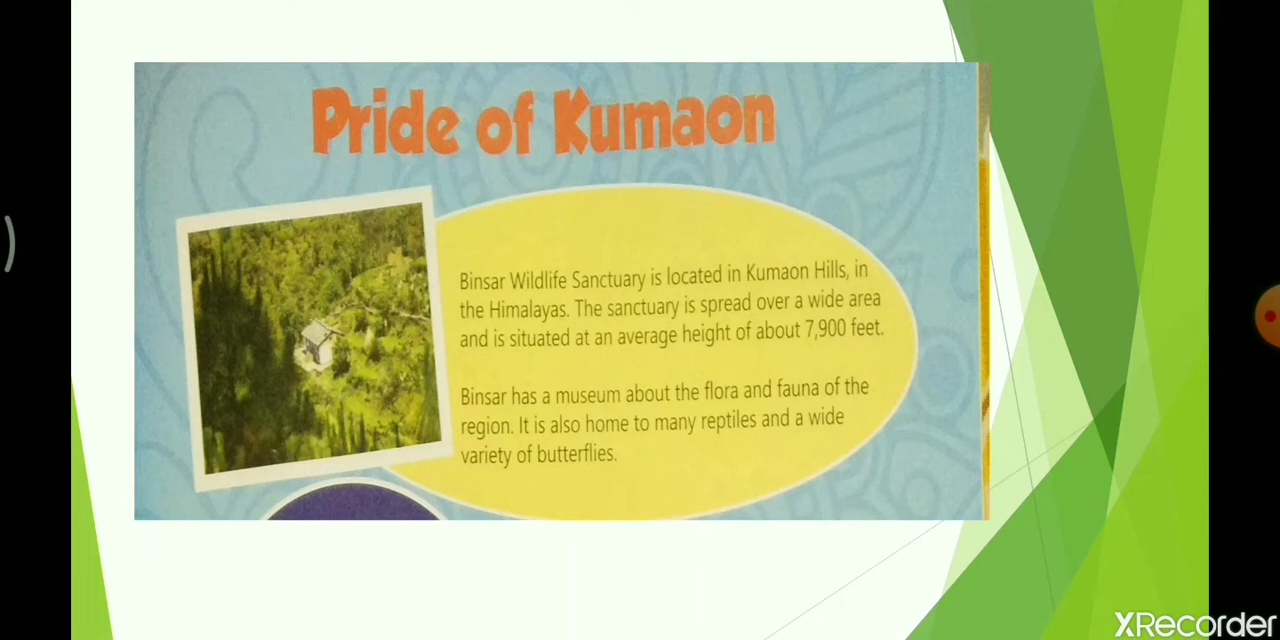 Pride of Kumaon
Binsar Wildlife Sanctuary is located in Kumaon Hills, in
the Himalayas. The sanctuary is spread over a wide area
and is situated at an average height of about 7,900 feet.
Binsar has a museum about the flora and fauna of the
region. It is also home to many reptiles and a wide
variety of butterflies.
XRecorder